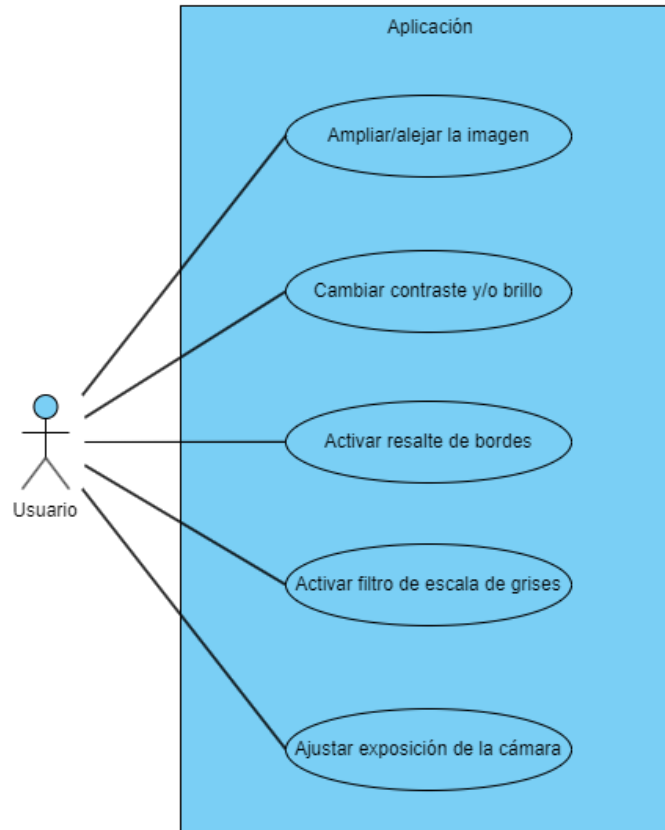 Aplicación
Ampliar/alejar la imagen
Cambiar contraste y/o brillo
Activar resalte de bordes
Usuario
Activar filtro de escala de grises
Ajustar exposición de la cámara